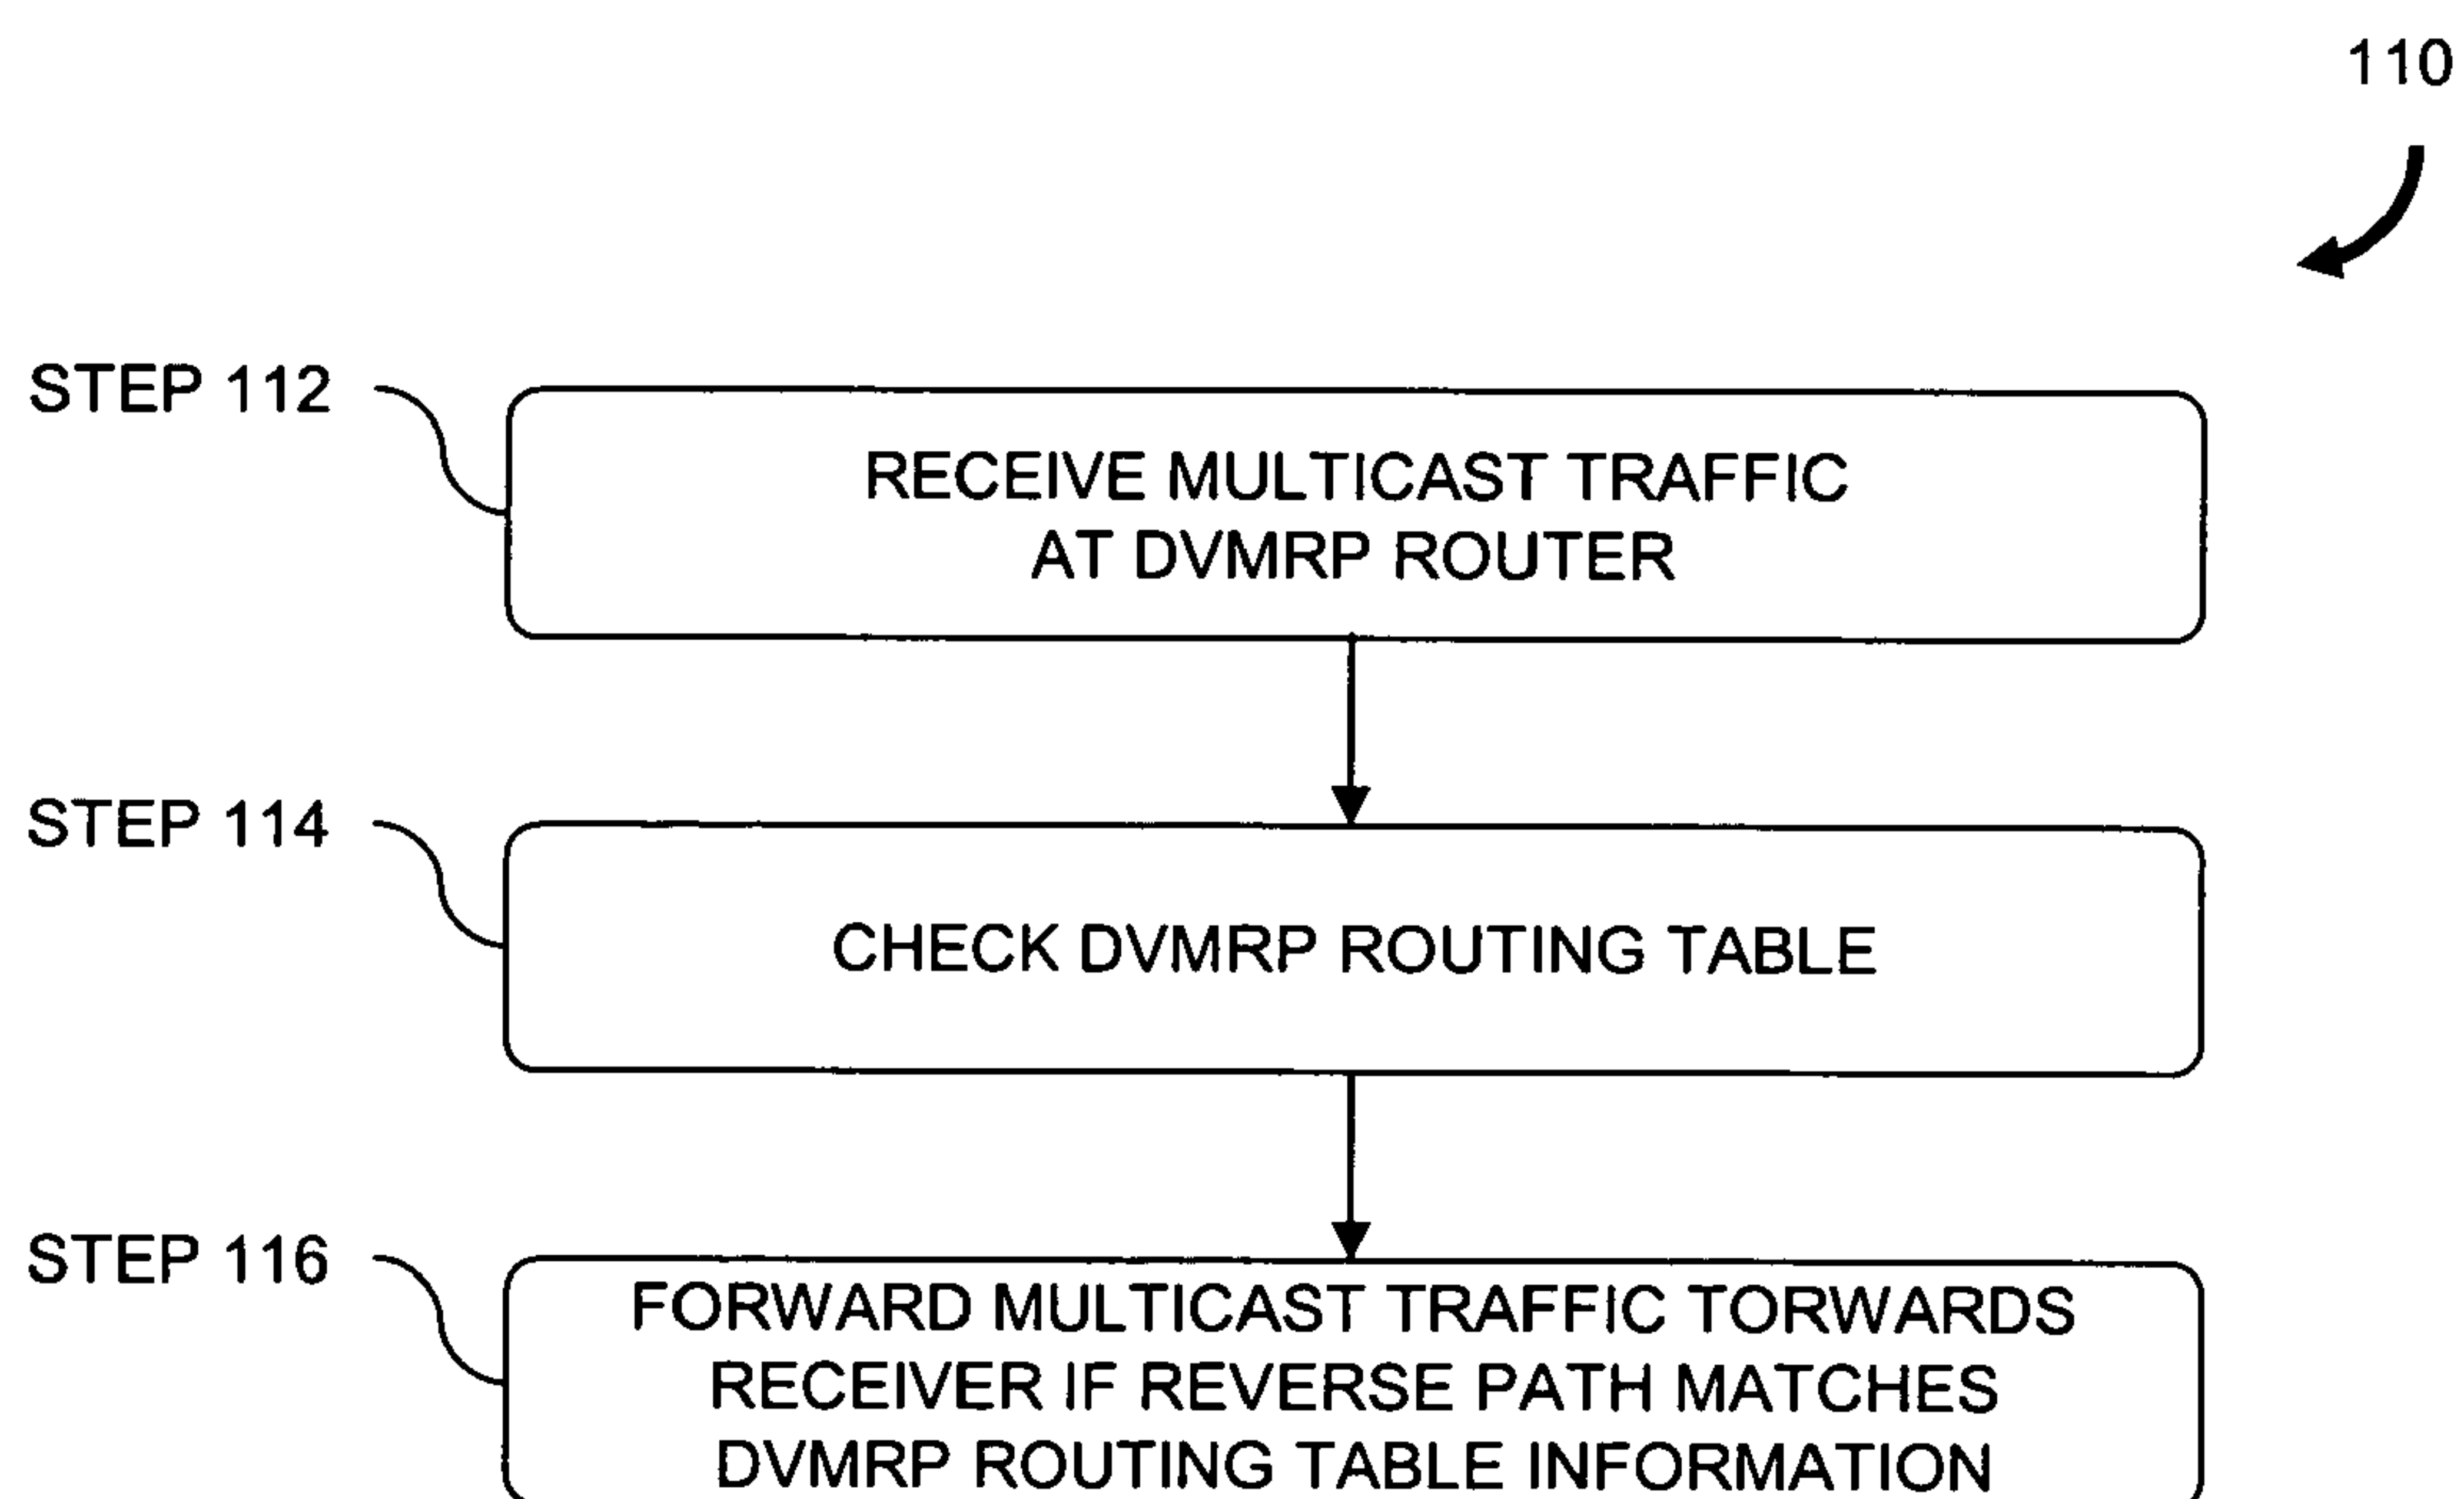 110
STEP 112
RECEIVE MULTICAST TRAFFIC
AT DVMRP ROUTER
STEP 114
CHECK DVMRP ROUTING TABLE
STEP 116
FORWARD MULTICAST TRAFFIC TORWARDS
RECEIVER IF REVERSE PATH MATCHES
DVMRP ROUTING TABLE INFORMATION